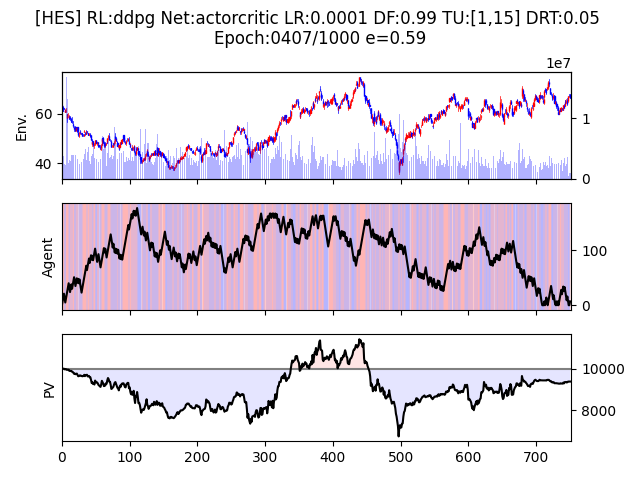 [HES] RL:ddpg Net:actorcritic LR:0.0001 DF:0.99 TU:[1,15] DRT:0.05
Epoch:0407/1000 e=0.59
1e7
Env.
60
40
1
0
Agent
100
0
PV
10000
8000
0 100 200 300 400 500 600 700